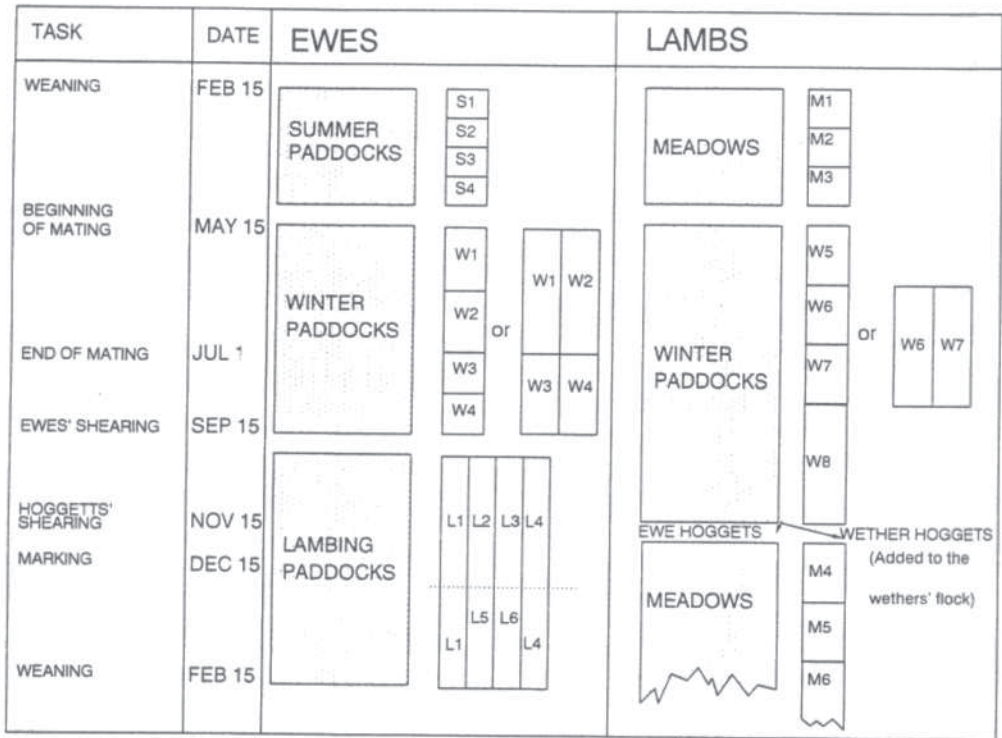 TASK DATE EWES LAMBS
WEANING FEB 15
SUMMER
PADDOCKS
S1
S2
S3
S4
MEADOWS
M1
M2
M3
BEGINNING
OF MATING MAY 15
WINTER
PADDOCKS
W1
W2
W3
W4
or
W1 W2
W3 W4
WINTER
PADDOCKS
W5
W6
W7
W8
or
W6 W7
END OF MATING JUL 1
EWES' SHEARING SEP 15
HOGGETTS'
SHEARING NOV 15
LAMBING
PADDOCKS
L1 L2 L3 L4
L5 L6
L1 L4
EWE HOGGETS
WETHER HOGGETS
(Added to the
wethers' flock)
MARKING DEC 15
MEADOWS
M4
M5
M6
WEANING FEB 15